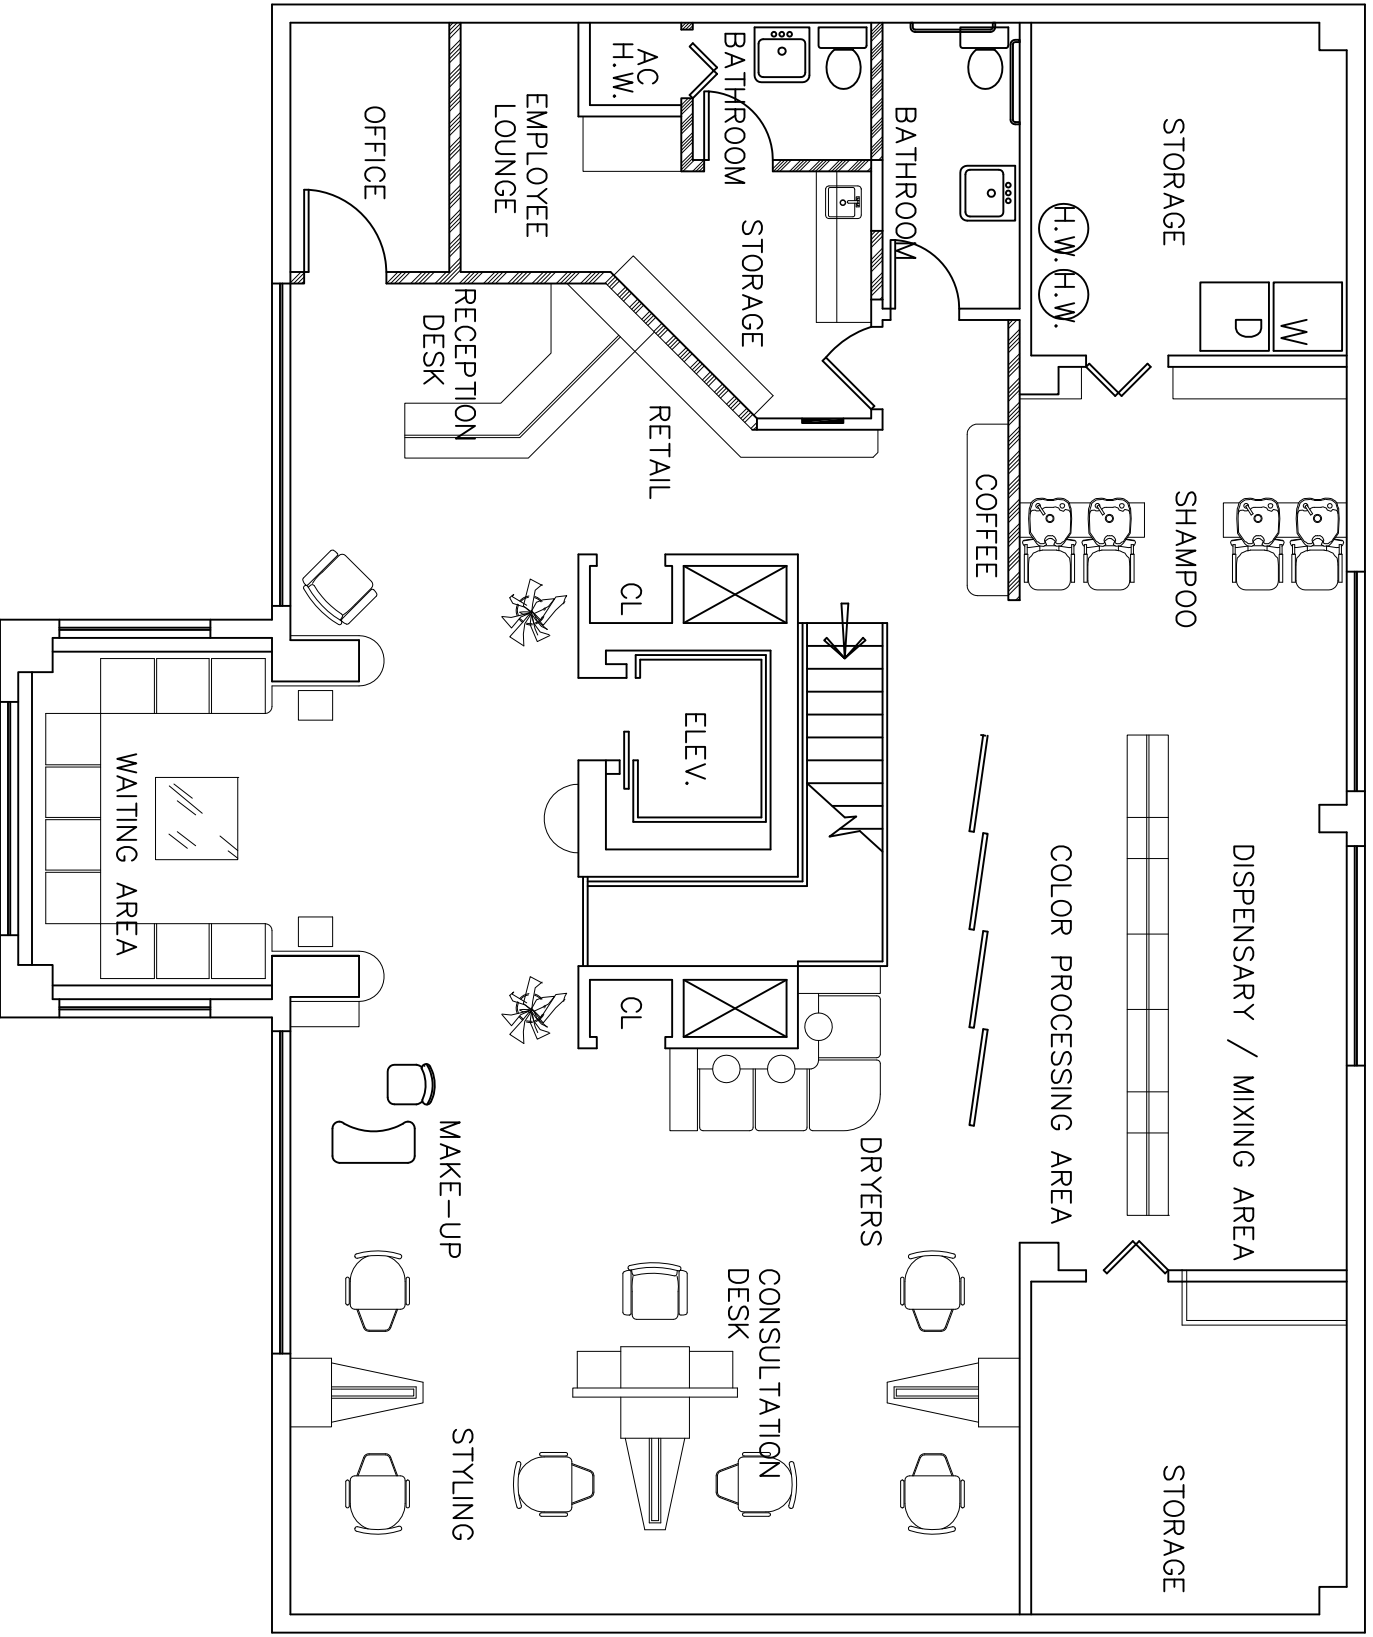 STORAGE
H.W.
H.W.
W
D
SHAMPOO
DISPENSARY / MIXING AREA
COLOR PROCESSING AREA
STORAGE
BATHROOM
COFFEE
BATHROOM
AC
H.W.
STORAGE
EMPLOYEE
LOUNGE
OFFICE
RECEPTION
DESK
RETAIL
CL
ELEV.
CL
DRYERS
CONSULTATION
DESK
MAKE-UP
STYLING
WAITING AREA